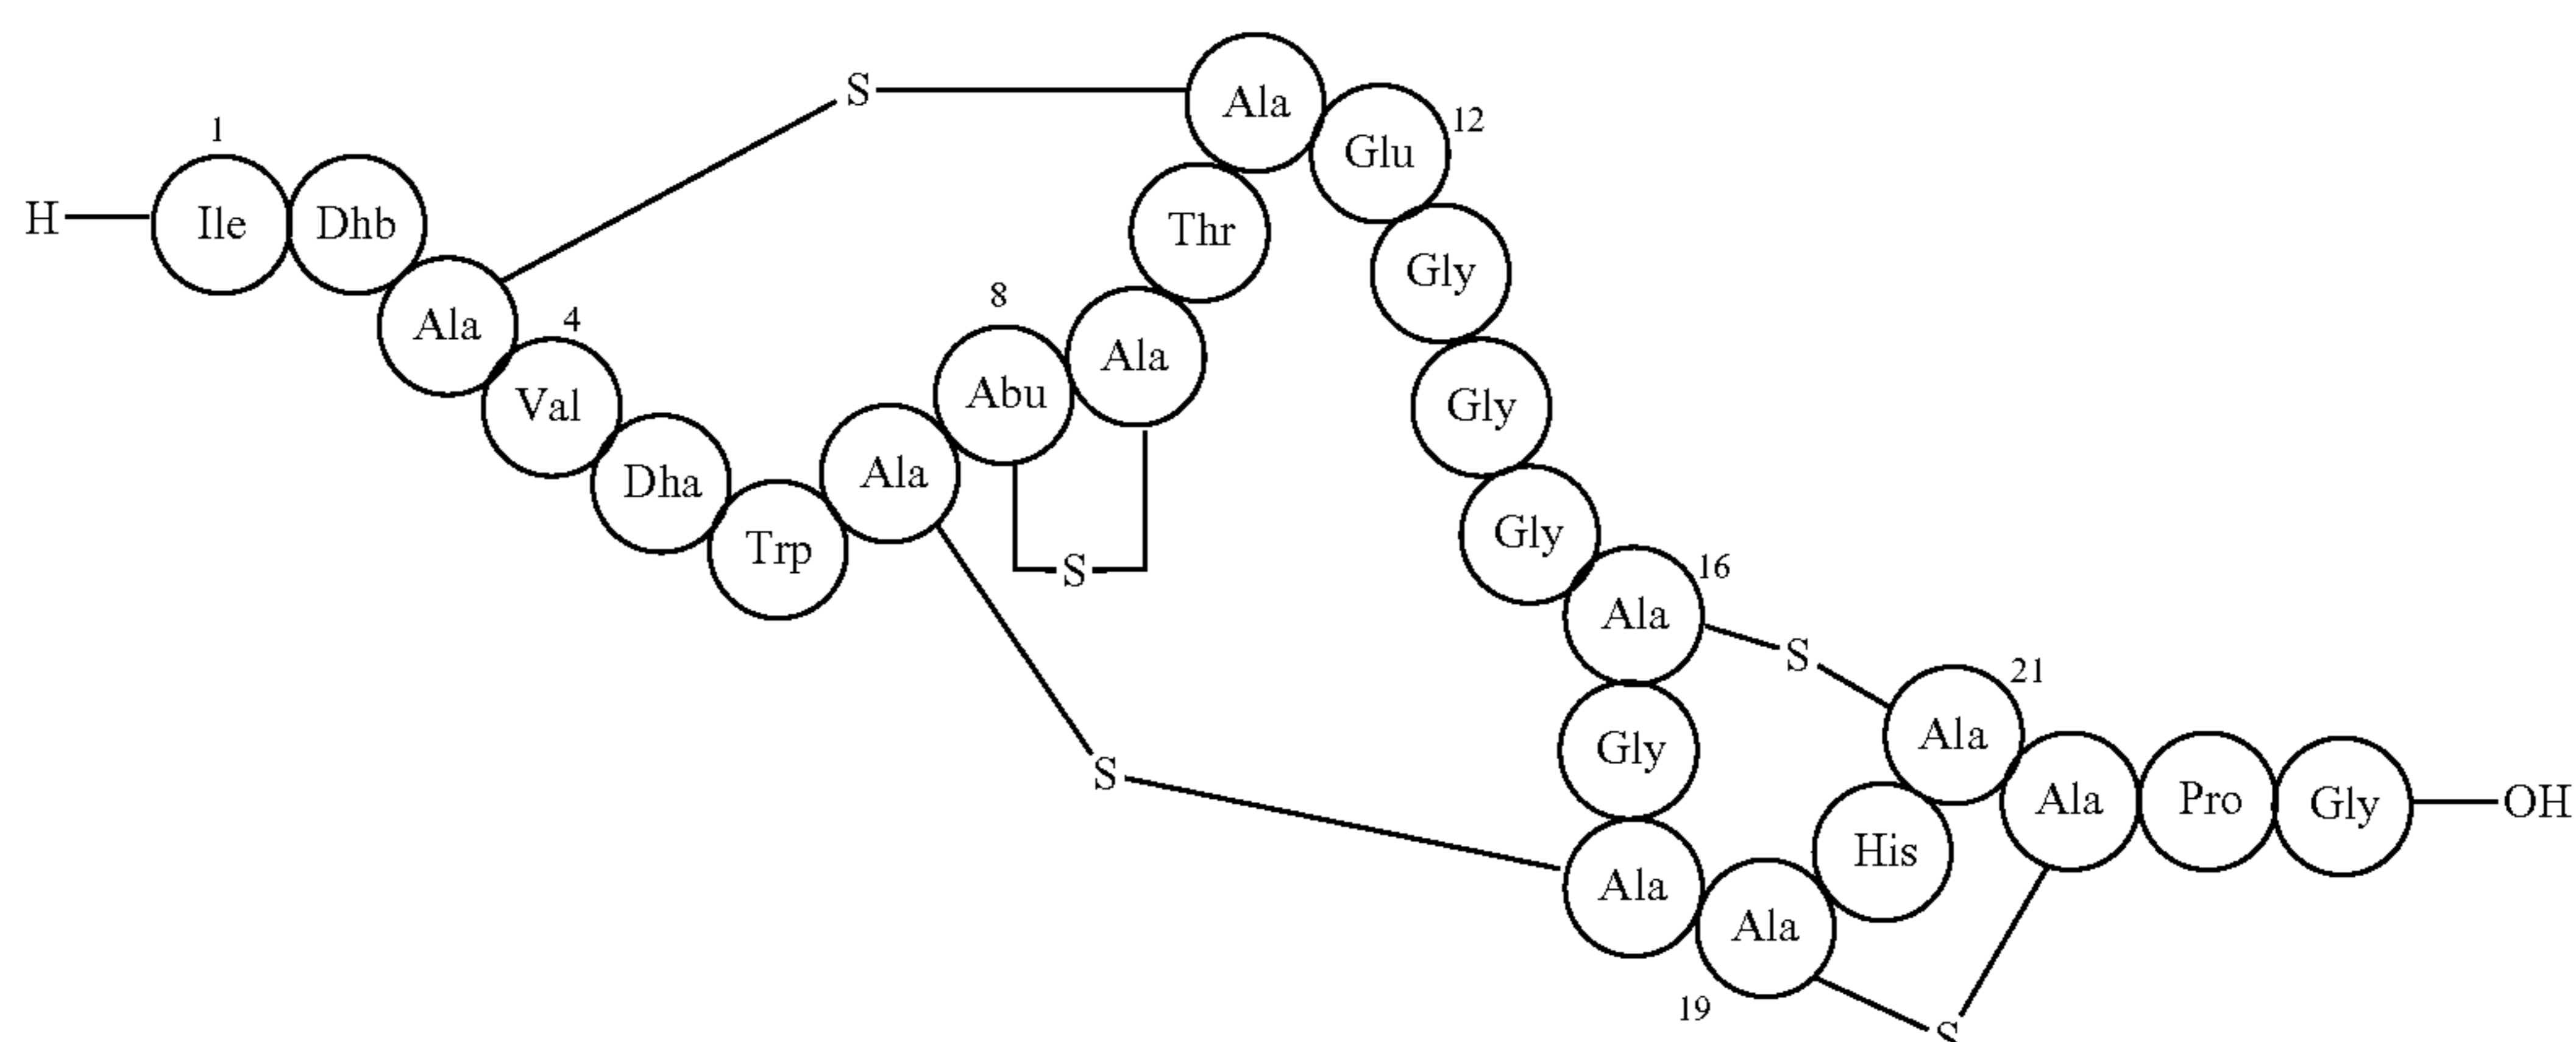 H
1
Ile
Dhb
Ala
4
Val
Dha
Trp
Ala
8
Abu
Ala
Thr
Ala
Glu
12
Gly
Gly
Gly
Ala
16
Gly
Ala
Ala
19
His
Ala
21
Ala
Pro
Gly
OH
S
S
S
S
S